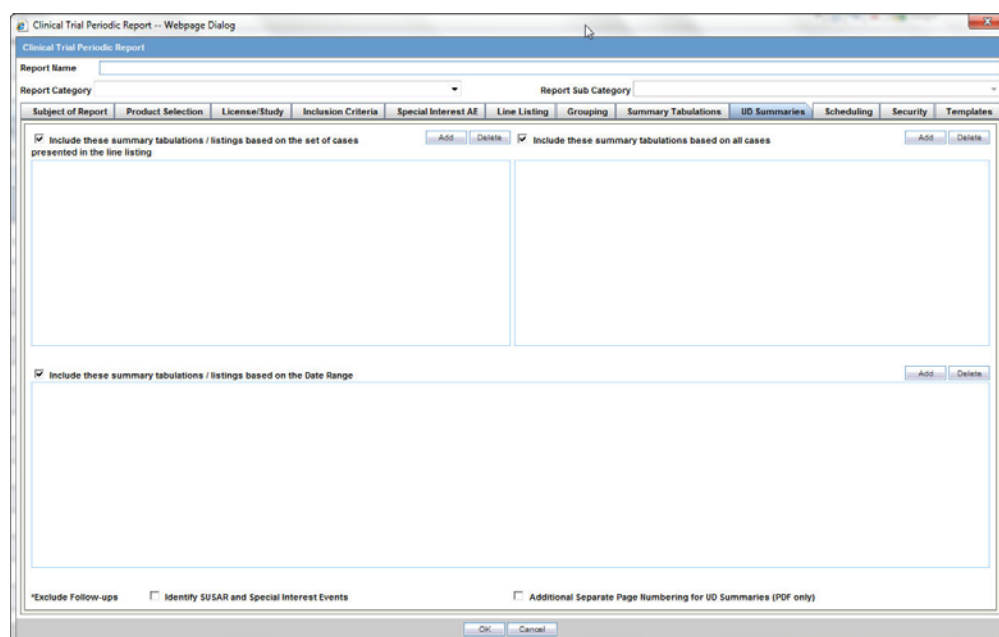 Clinical Trial Periodic Report -- Webpage Dialog
Clinical Trial Periodic Report
Report Name
Report Category Report Sub Category
Subject of Report Product Selection License/Study Inclusion Criteria Special Interest AE Line Listing Grouping Summary Tabulations UD Summaries Scheduling Security Templates
Include these summary tabulations / listings based on the set of cases Add Delete Include these summary tabulations based on all cases Add Delete
presented in the line listing
Include these summary tabulations / listings based on the Date Range Add Delete
*Exclude Follow-ups Identify SUSAR and Special Interest Events Additional Separate Page Numbering for UD Summaries (PDF only)
OK Cancel